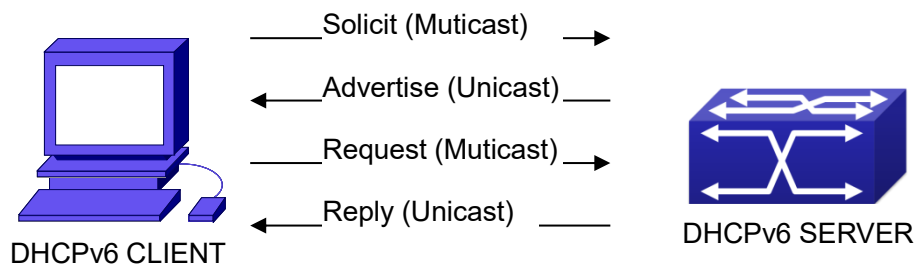 Solicit (Muticast)
Advertise (Unicast)
Request (Muticast)
Reply (Unicast)
DHCPv6 CLIENT
DHCPv6 SERVER